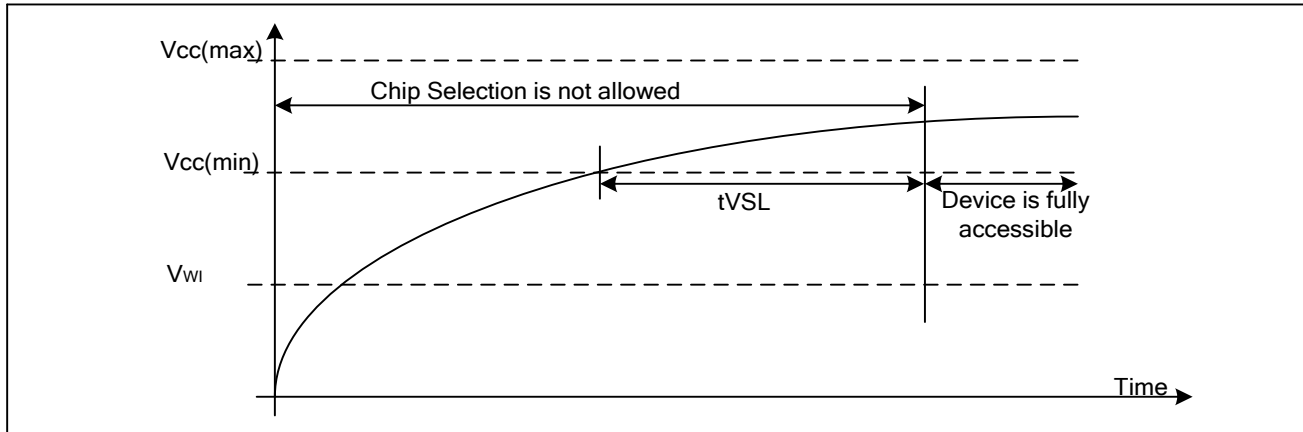 Vcc(max)
Chip Selection is not allowed
Vcc(min)
tVSL
Device is fully
accessible
VWI
Time